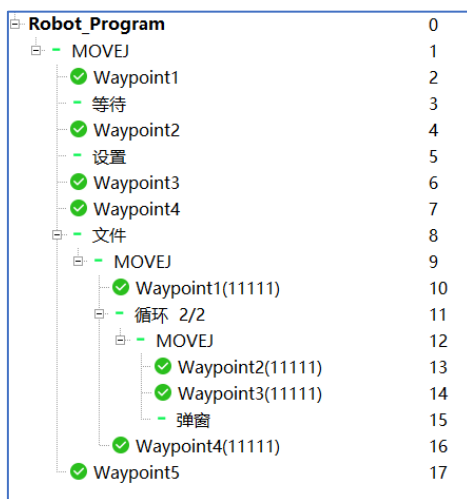 Robot_Program 0
MOVEJ 1
Waypoint1 2
等待 3
Waypoint2 4
设置 5
Waypoint3 6
Waypoint4 7
文件 8
MOVEJ 9
Waypoint1(11111) 10
循环 2/2 11
MOVEJ 12
Waypoint2(11111) 13
Waypoint3(11111) 14
弹窗 15
Waypoint4(11111) 16
Waypoint5 17